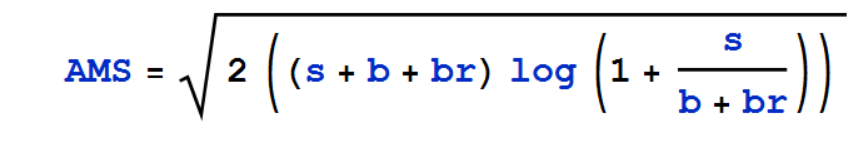 AMS = √(2 ((s + b + br) log (1 + s/(b + br))))